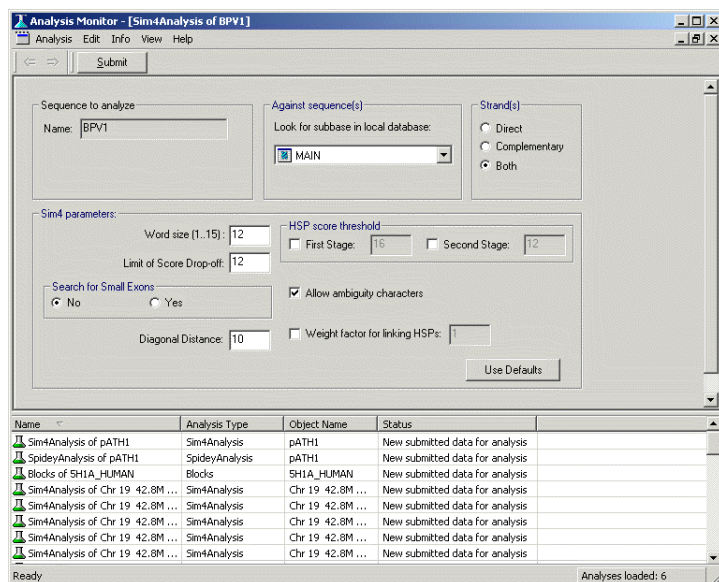 Analysis Monitor - [Sim4Analysis of BPV1]
Analysis Edit Info View Help
Submit
Sequence to analyze
Name: BPV1
Against sequence(s)
Look for subbase in local database:
MAIN
Strand(s)
Direct
Complementary
Both
Sim4 parameters:
Word size (1..15) : 12
Limit of Score Drop-off: 12
Search for Small Exons
No Yes
Diagonal Distance: 10
HSP score threshold
First Stage: 16 Second Stage: 12
Allow ambiguity characters
Weight factor for linking HSPs: 1
Use Defaults
Name Analysis Type Object Name Status
Sim4Analysis of pATH1 Sim4Analysis pATH1 New submitted data for analysis
SpideyAnalysis of pATH1 SpideyAnalysis pATH1 New submitted data for analysis
Blocks of 5H1A_HUMAN Blocks 5H1A_HUMAN New submitted data for analysis
Sim4Analysis of Chr 19 42.8M ... Sim4Analysis Chr 19 42.8M ... New submitted data for analysis
Sim4Analysis of Chr 19 42.8M ... Sim4Analysis Chr 19 42.8M ... New submitted data for analysis
Sim4Analysis of Chr 19 42.8M ... Sim4Analysis Chr 19 42.8M ... New submitted data for analysis
Sim4Analysis of Chr 19 42.8M ... Sim4Analysis Chr 19 42.8M ... New submitted data for analysis
Sim4Analysis of Chr 19 42.8M ... Sim4Analysis Chr 19 42.8M ... New submitted data for analysis
Ready Analyses loaded: 6